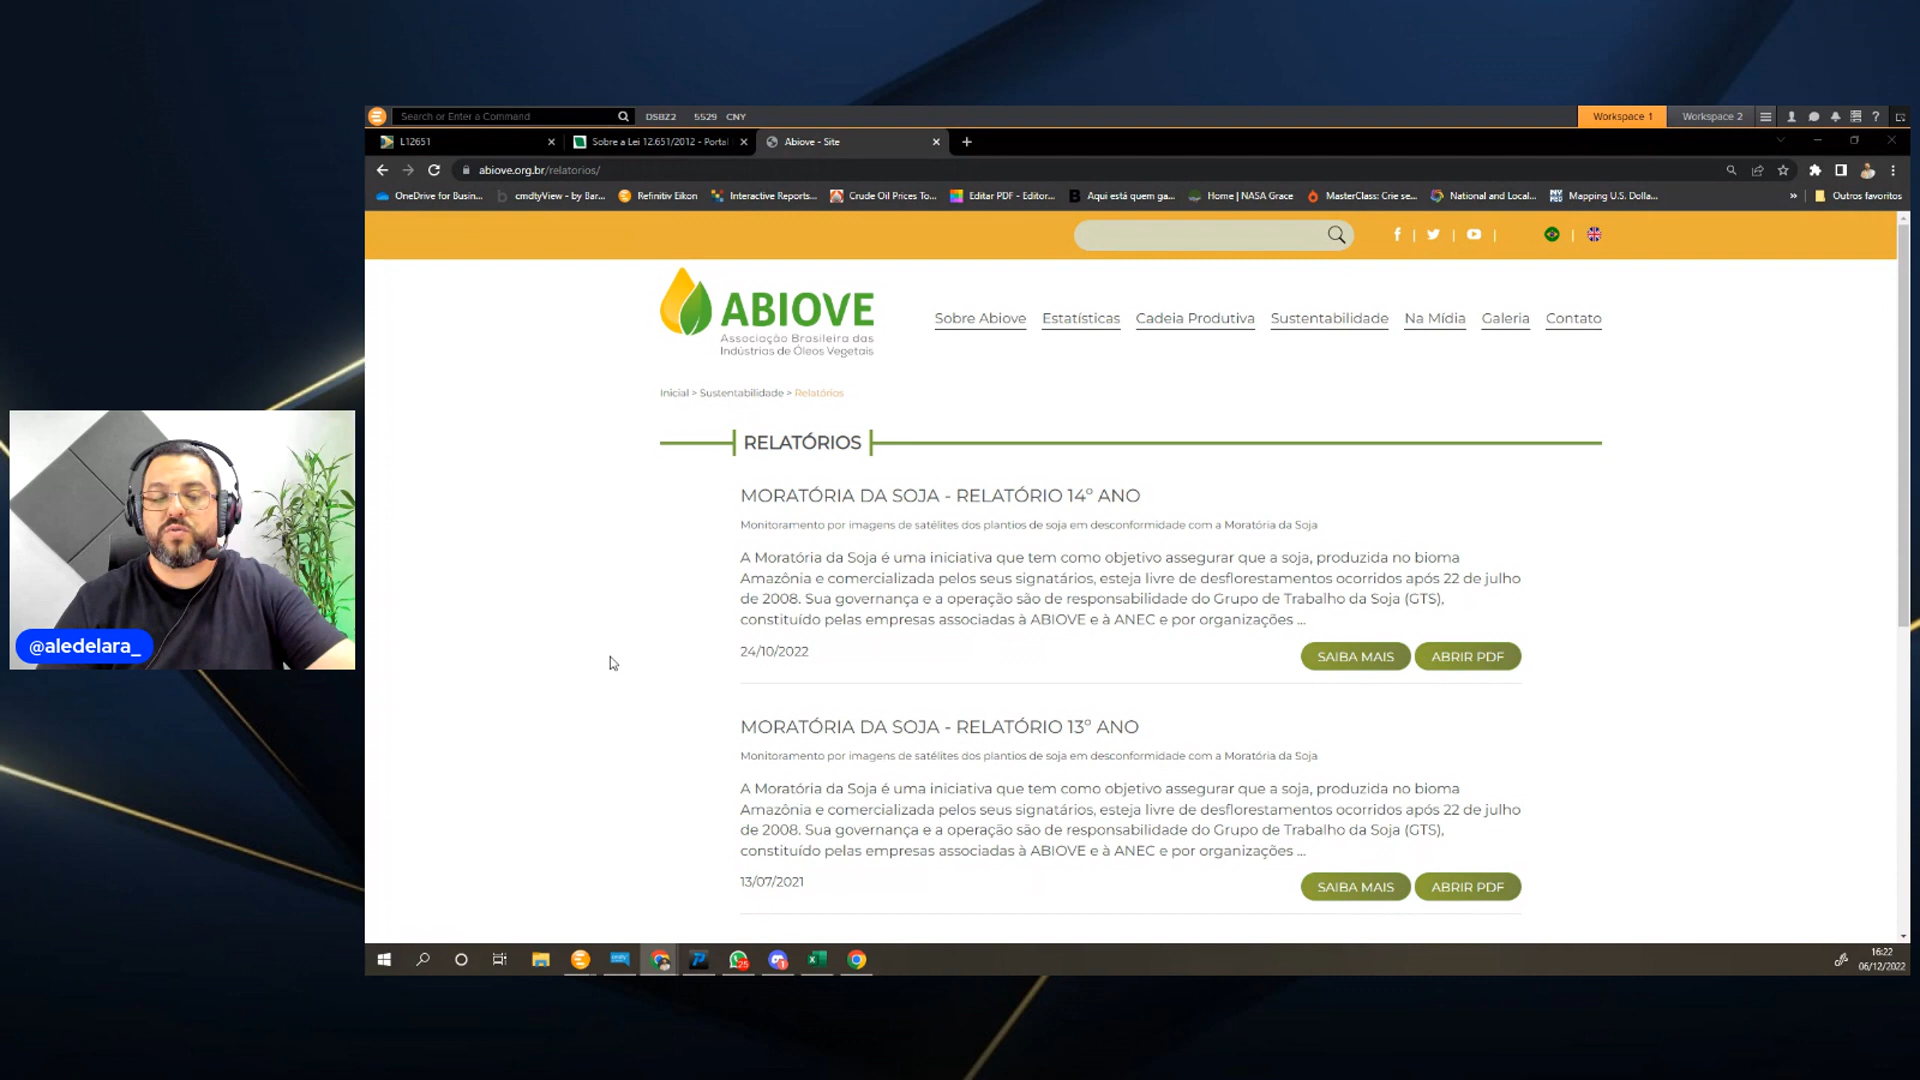 Search or Enter a Command
DSBZ2 5529 CNY
Workspace 1
Workspace 2
?
L12651
Sobre a Lei 12.651/2012 - Portal
Abiove - Site
abiove.org.br/relatorios/
OneDrive for Busin...
cmdtyView - by Bar...
Refinitiv Eikon
Interactive Reports...
Crude Oil Prices To...
Editar PDF - Editor...
Aqui está quem ga...
Home | NASA Grace
MasterClass: Crie se...
National and Local...
Mapping U.S. Dolla...
»
Outros favoritos
ABIOVE
Associação Brasileira das
Indústrias de Óleos Vegetais
Sobre Abiove
Estatísticas
Cadeia Produtiva
Sustentabilidade
Na Mídia
Galeria
Contato
Inicial > Sustentabilidade > Relatórios
RELATÓRIOS
MORATÓRIA DA SOJA - RELATÓRIO 14º ANO
Monitoramento por imagens de satélites dos plantios de soja em desconformidade com a Moratória da Soja
A Moratória da Soja é uma iniciativa que tem como objetivo assegurar que a soja, produzida no bioma
Amazônia e comercializada pelos seus signatários, esteja livre de desflorestamentos ocorridos após 22 de julho
de 2008. Sua governança e a operação são de responsabilidade do Grupo de Trabalho da Soja (GTS),
constituído pelas empresas associadas à ABIOVE e à ANEC e por organizações ...
24/10/2022
SAIBA MAIS
ABRIR PDF
MORATÓRIA DA SOJA - RELATÓRIO 13º ANO
Monitoramento por imagens de satélites dos plantios de soja em desconformidade com a Moratória da Soja
A Moratória da Soja é uma iniciativa que tem como objetivo assegurar que a soja, produzida no bioma
Amazônia e comercializada pelos seus signatários, esteja livre de desflorestamentos ocorridos após 22 de julho
de 2008. Sua governança e a operação são de responsabilidade do Grupo de Trabalho da Soja (GTS),
constituído pelas empresas associadas à ABIOVE e à ANEC e por organizações ...
13/07/2021
SAIBA MAIS
ABRIR PDF
@aledelara_
25
1
16:22
06/12/2022